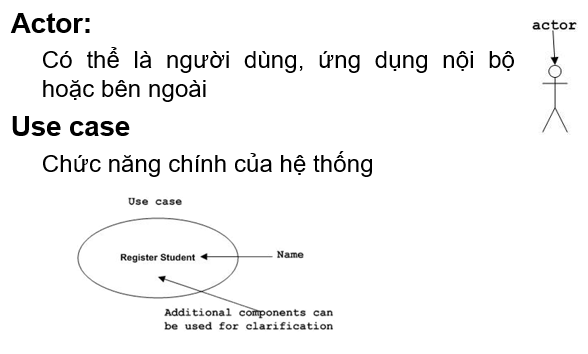 Actor:
actor
Có thể là người dùng, ứng dụng nội bộ
hoặc bên ngoài
Use case
Chức năng chính của hệ thống
Use case
Register Student
Name
Additional components can
be used for clarification